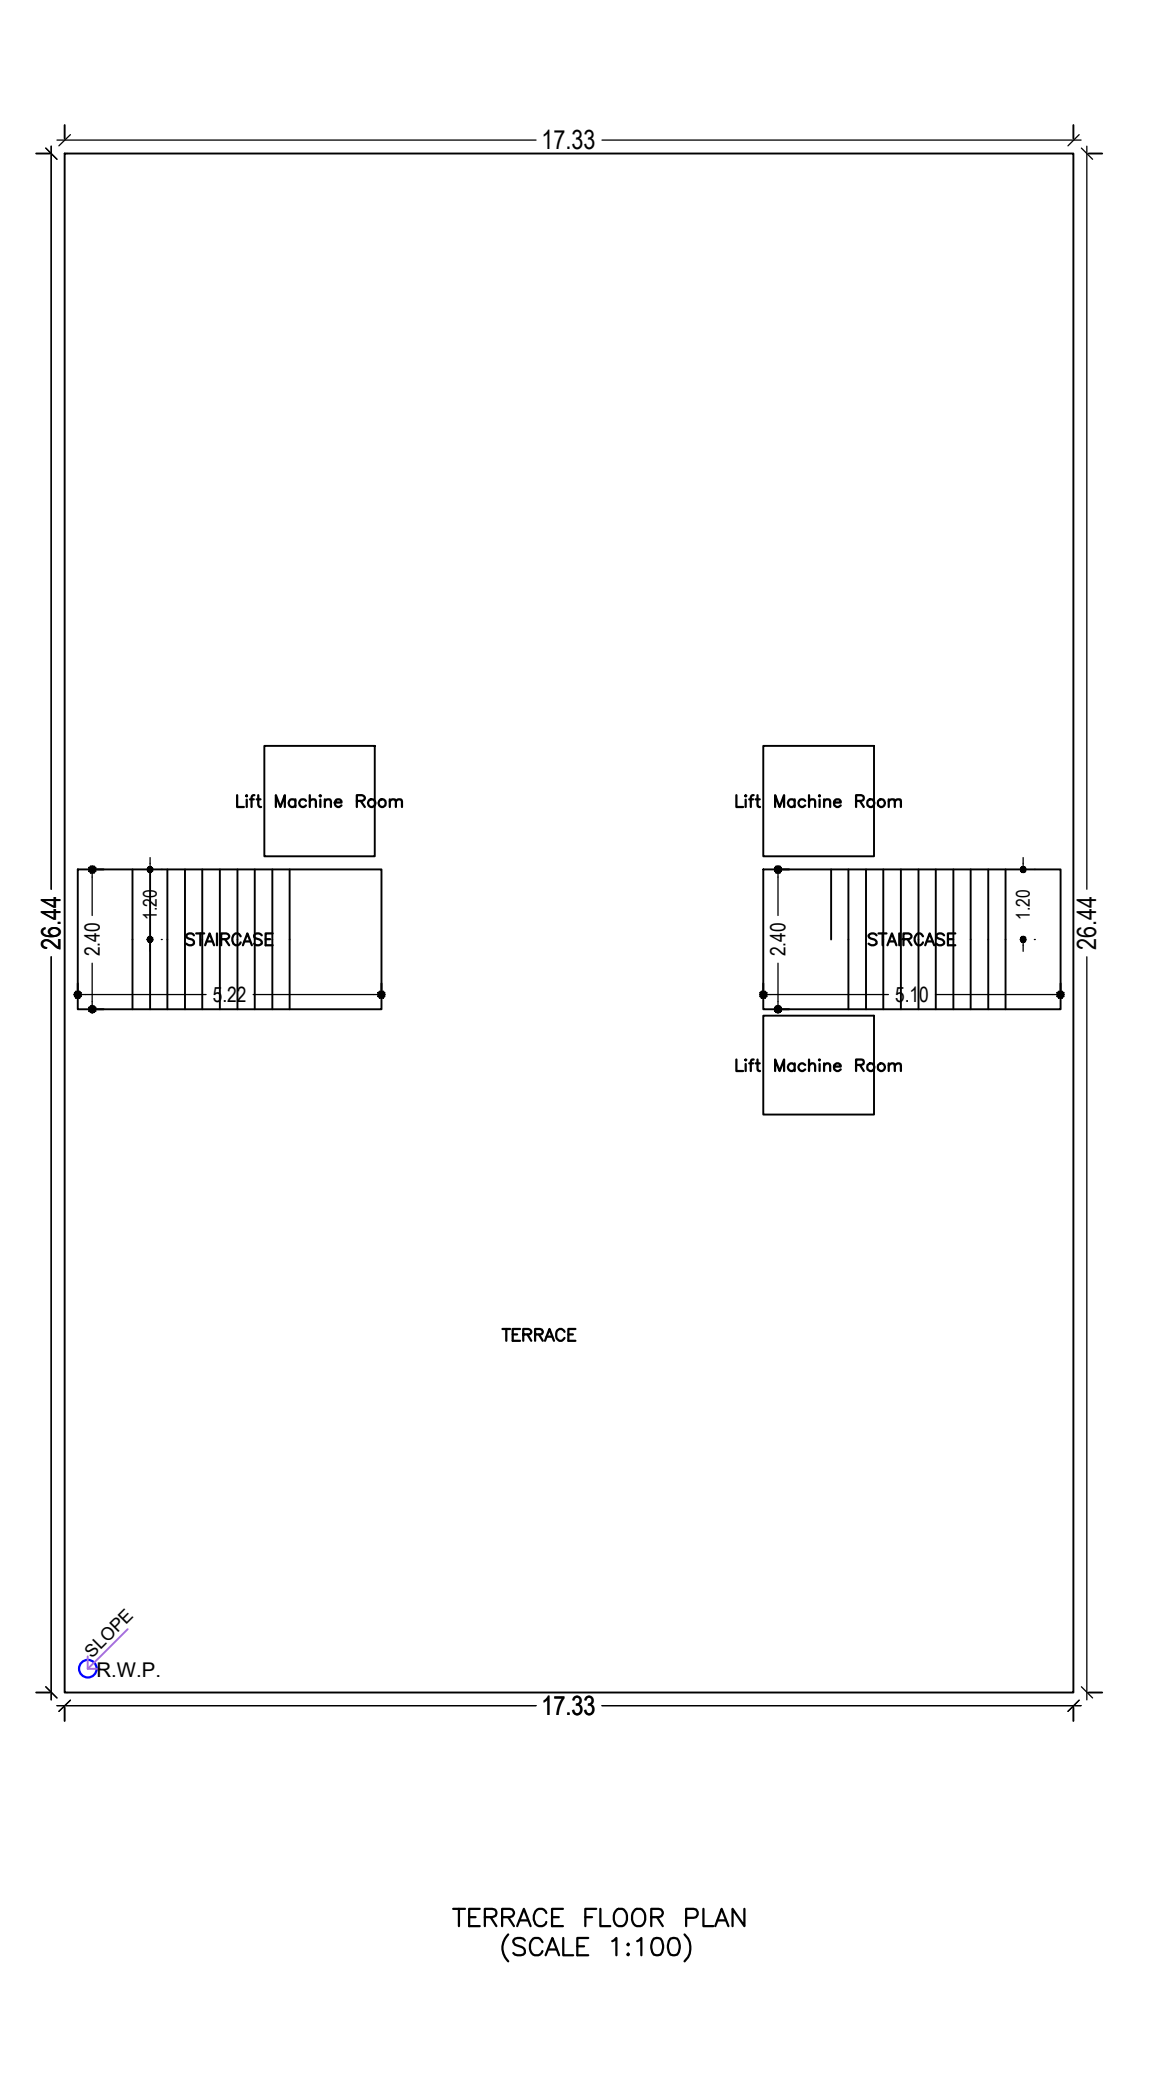 17.33
Lift Machine Room
Lift Machine Room
26.44
2.40
1.20
STAIRCASE
5.22
2.40
STAIRCASE
1.20
5.10
26.44
Lift Machine Room
TERRACE
SLOPE
R.W.P.
17.33
TERRACE FLOOR PLAN
(SCALE 1:100)